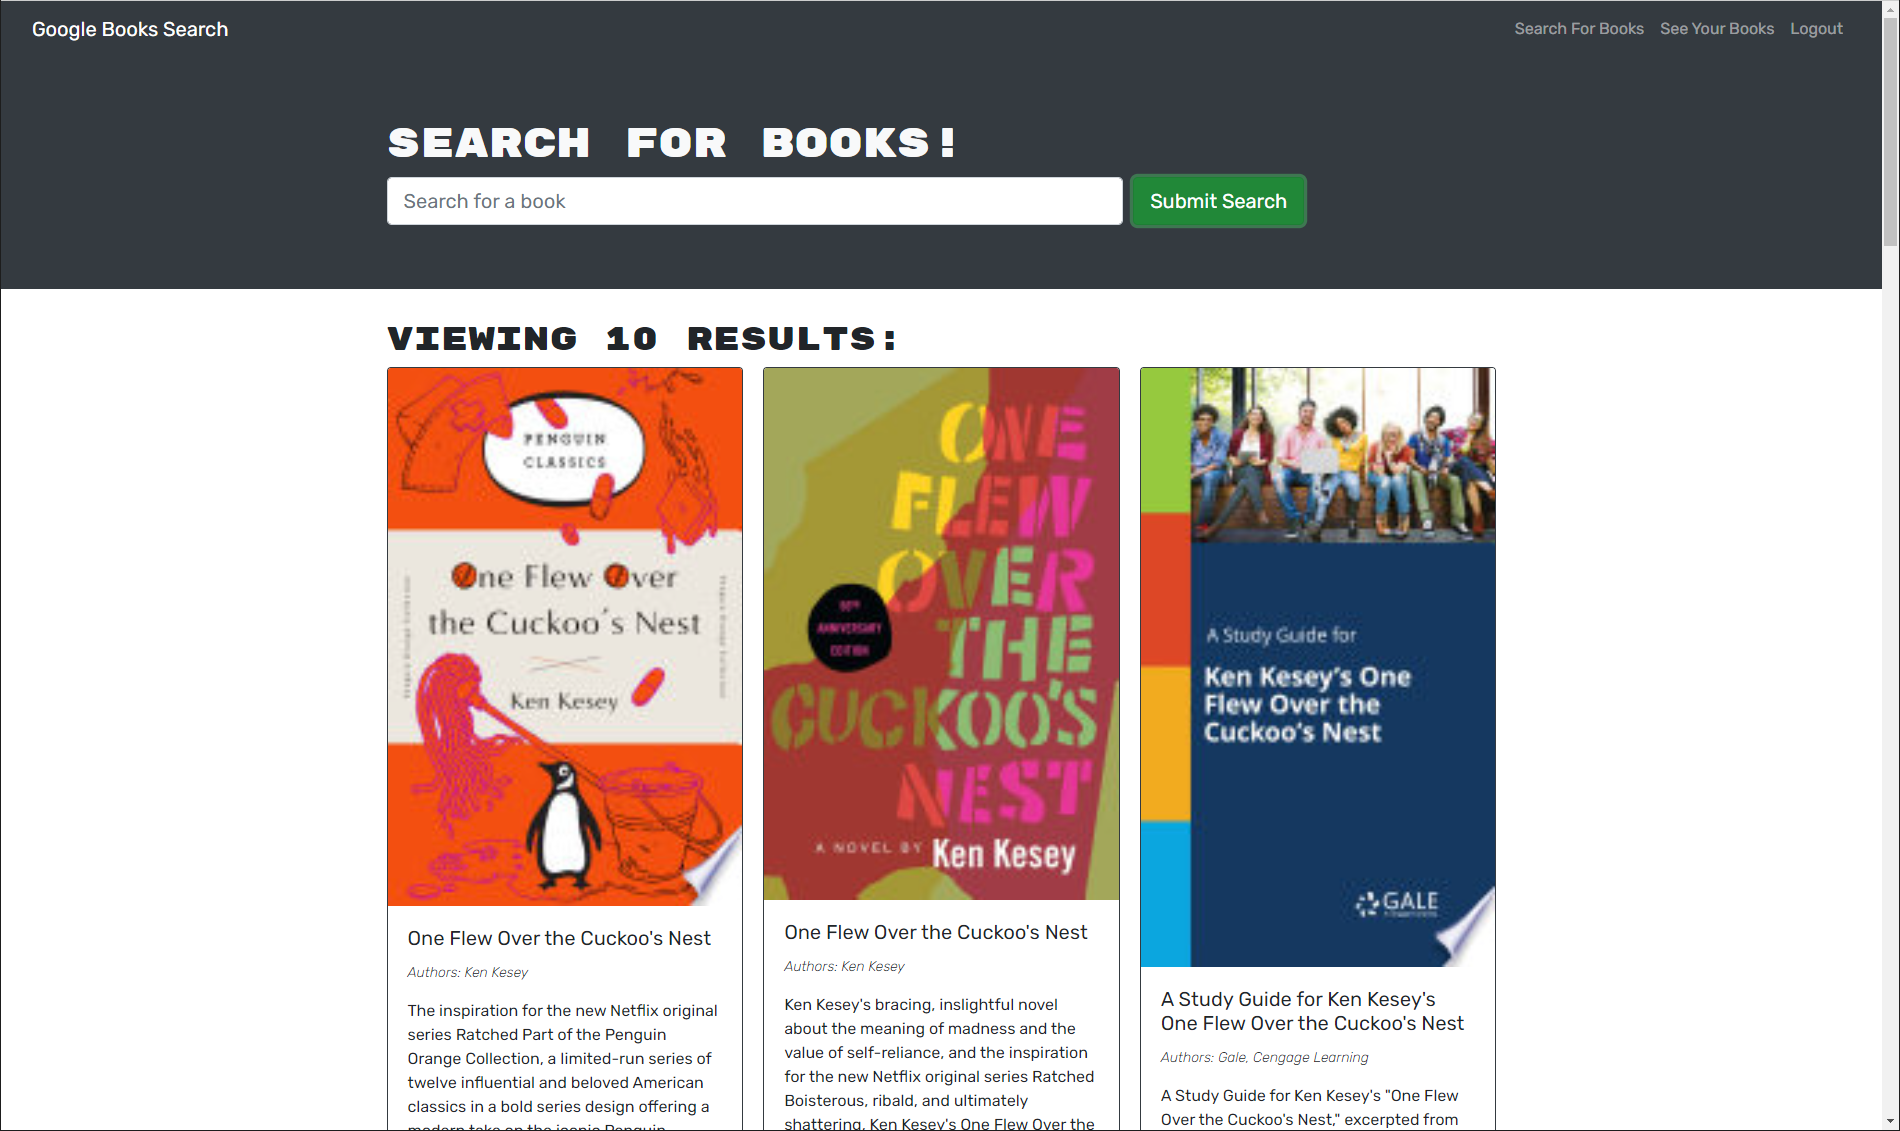 Google Books Search
Search For Books
See Your Books
Logout
SEARCH FOR BOOKS!
Search for a book
Submit Search
VIEWING 10 RESULTS:
PENGUIN
CLASSICS
One Flew Over
the Cuckoo's Nest
Ken Kesey
One Flew Over the Cuckoo's Nest
Authors: Ken Kesey
The inspiration for the new Netflix original
series Ratched Part of the Penguin
Orange Collection, a limited-run series of
twelve influential and beloved American
classics in a bold series design offering a
modern take on the iconic Penguin
ONE
FLEW
OVER
THE
CUCKOO'S
NEST
50TH
ANNIVERSARY
EDITION
A NOVEL BY Ken Kesey
One Flew Over the Cuckoo's Nest
Authors: Ken Kesey
Ken Kesey's bracing, inslightful novel
about the meaning of madness and the
value of self-reliance, and the inspiration
for the new Netflix original series Ratched
Boisterous, ribald, and ultimately
shattering, Ken Kesey's One Flew Over the
A Study Guide for
Ken Kesey's One
Flew Over the
Cuckoo's Nest
GALE
A Study Guide for Ken Kesey's
One Flew Over the Cuckoo's Nest
Authors: Gale, Cengage Learning
A Study Guide for Ken Kesey's "One Flew
Over the Cuckoo's Nest," excerpted from